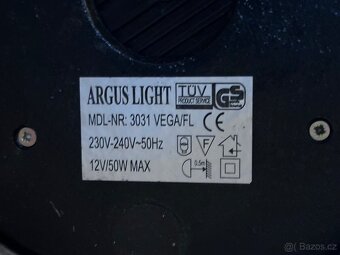 ARGUS LIGHT
TÜV
PRODUCT SERVICE
GS
MDL-NR: 3031 VEGA/FL CE
230V-240V~50Hz
F
12V/50W MAX
0.5m
Bazoš.cz